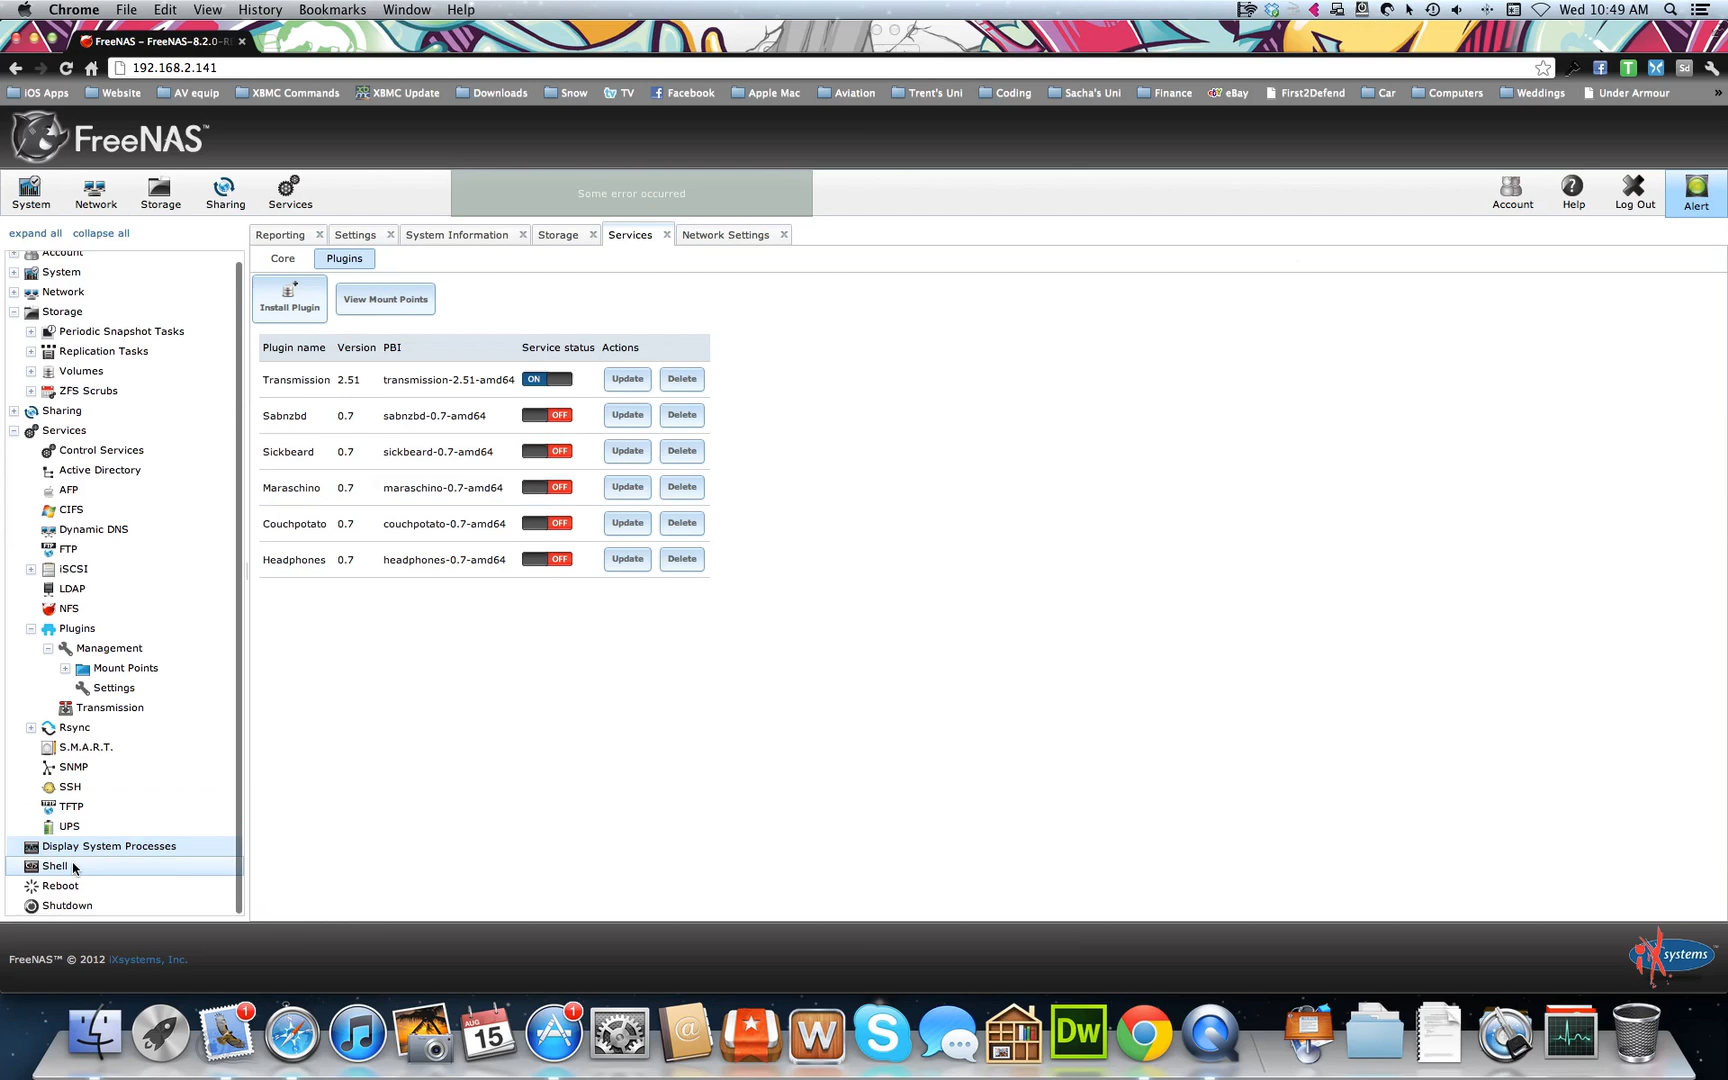 Chrome File Edit View History Bookmarks Window Help Wed 10:49 AM
FreeNAS – FreeNAS-8.2.0-R
192.168.2.141 Sd
iOS Apps Website AV equip XBMC Commands XBMC Update Downloads Snow TV Facebook Apple Mac Aviation Trent's Uni Coding Sacha's Uni Finance eBay First2Defend Car Computers Weddings Under Armour »
FreeNAS™
System Network Storage Sharing Services
Some error occurred
Account Help Log Out Alert
expand all collapse all
Reporting Settings System Information Storage Services Network Settings
Core Plugins
Install Plugin View Mount Points
Plugin name Version PBI Service status Actions
Transmission 2.51 transmission-2.51-amd64 ON Update Delete
Sabnzbd 0.7 sabnzbd-0.7-amd64 OFF Update Delete
Sickbeard 0.7 sickbeard-0.7-amd64 OFF Update Delete
Maraschino 0.7 maraschino-0.7-amd64 OFF Update Delete
Couchpotato 0.7 couchpotato-0.7-amd64 OFF Update Delete
Headphones 0.7 headphones-0.7-amd64 OFF Update Delete
Account
System
Network
Storage
Periodic Snapshot Tasks
Replication Tasks
Volumes
ZFS Scrubs
Sharing
Services
Control Services
Active Directory
AFP
CIFS
Dynamic DNS
FTP
iSCSI
LDAP
NFS
Plugins
Management
Mount Points
Settings
Transmission
Rsync
S.M.A.R.T.
SNMP
SSH
TFTP
UPS
Display System Processes
Shell
Reboot
Shutdown
FreeNAS™ © 2012 iXsystems, Inc.
iXsystems
1
AUG
15
1
W
S
Dw